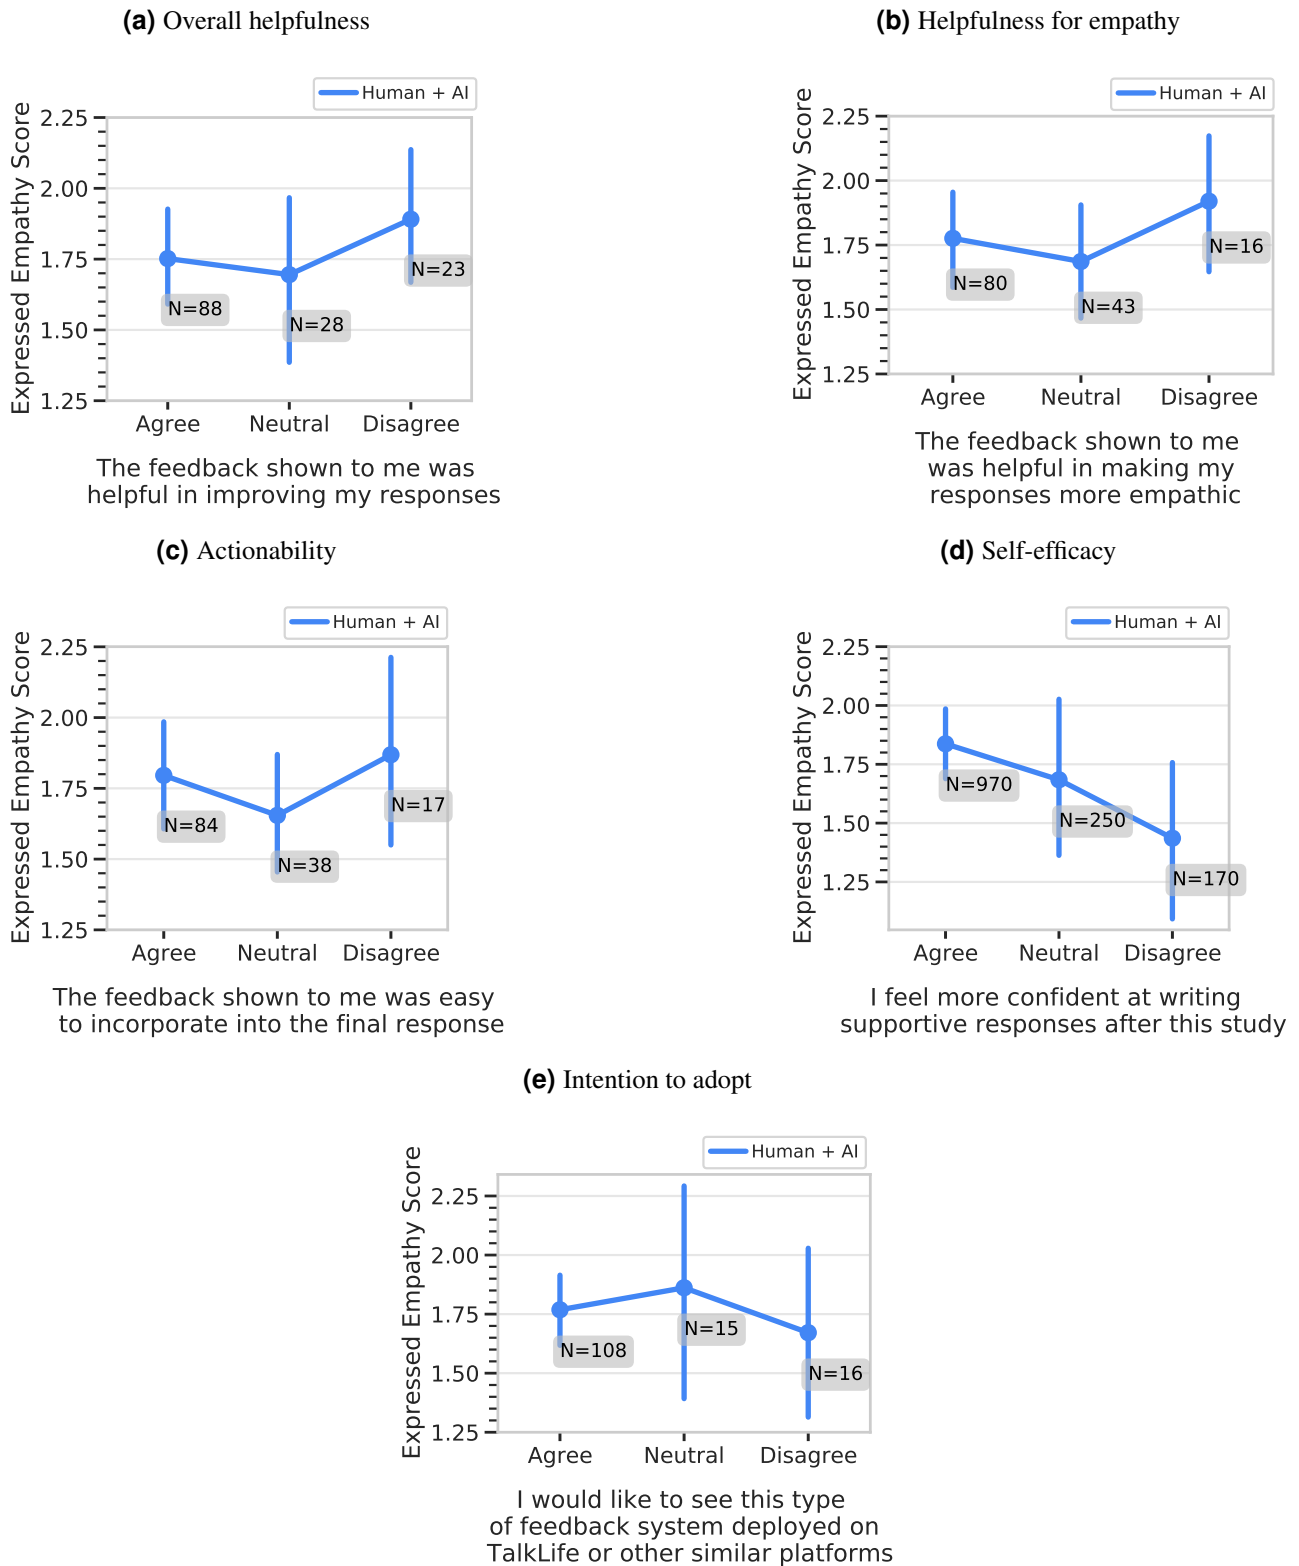 (a) Overall helpfulness
Human + AI
Expressed Empathy Score
2.25
2.00
1.75
1.50
1.25
N=88
N=28
N=23
Agree Neutral Disagree
The feedback shown to me was
helpful in improving my responses
(b) Helpfulness for empathy
Human + AI
Expressed Empathy Score
2.25
2.00
1.75
1.50
1.25
N=80
N=43
N=16
Agree Neutral Disagree
The feedback shown to me
was helpful in making my
responses more empathic
(c) Actionability
Human + AI
Expressed Empathy Score
2.25
2.00
1.75
1.50
1.25
N=84
N=38
N=17
Agree Neutral Disagree
The feedback shown to me was easy
to incorporate into the final response
(d) Self-efficacy
Human + AI
Expressed Empathy Score
2.25
2.00
1.75
1.50
1.25
N=970
N=250
N=170
Agree Neutral Disagree
I feel more confident at writing
supportive responses after this study
(e) Intention to adopt
Human + AI
Expressed Empathy Score
2.25
2.00
1.75
1.50
1.25
N=108
N=15
N=16
Agree Neutral Disagree
I would like to see this type
of feedback system deployed on
TalkLife or other similar platforms